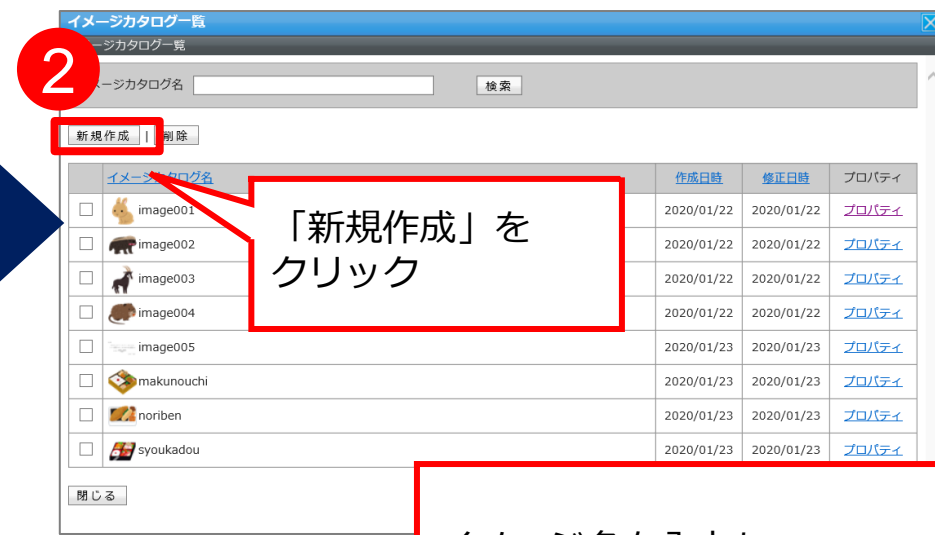 イメージカタログ一覧
ージカタログ一覧
2
ージカタログ名 検索
新規作成 | 削除
イメージカタログ名 作成日時 修正日時 プロパティ
image001 2020/01/22 2020/01/22 プロパティ
image002 2020/01/22 2020/01/22 プロパティ
image003 2020/01/22 2020/01/22 プロパティ
image004 2020/01/22 2020/01/22 プロパティ
image005 2020/01/23 2020/01/23 プロパティ
makunouchi 2020/01/23 2020/01/23 プロパティ
noriben 2020/01/23 2020/01/23 プロパティ
syoukadou 2020/01/23 2020/01/23 プロパティ
「新規作成」を
クリック
閉じる